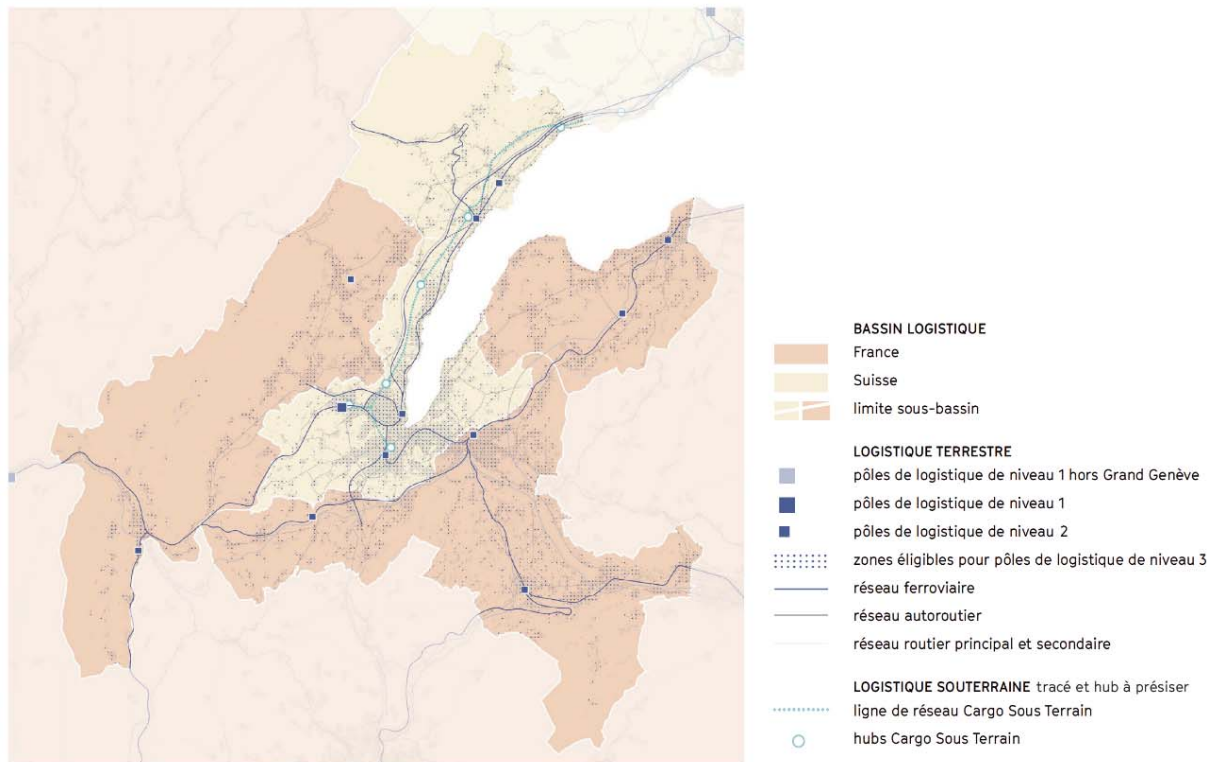 BASSIN LOGISTIQUE
France
Suisse
limite sous-bassin
LOGISTIQUE TERRESTRE
pôles de logistique de niveau 1 hors Grand Genève
pôles de logistique de niveau 1
pôles de logistique de niveau 2
zones éligibles pour pôles de logistique de niveau 3
réseau ferroviaire
réseau autoroutier
réseau routier principal et secondaire
LOGISTIQUE SOUTERRAINE tracé et hub à présiser
ligne de réseau Cargo Sous Terrain
hubs Cargo Sous Terrain